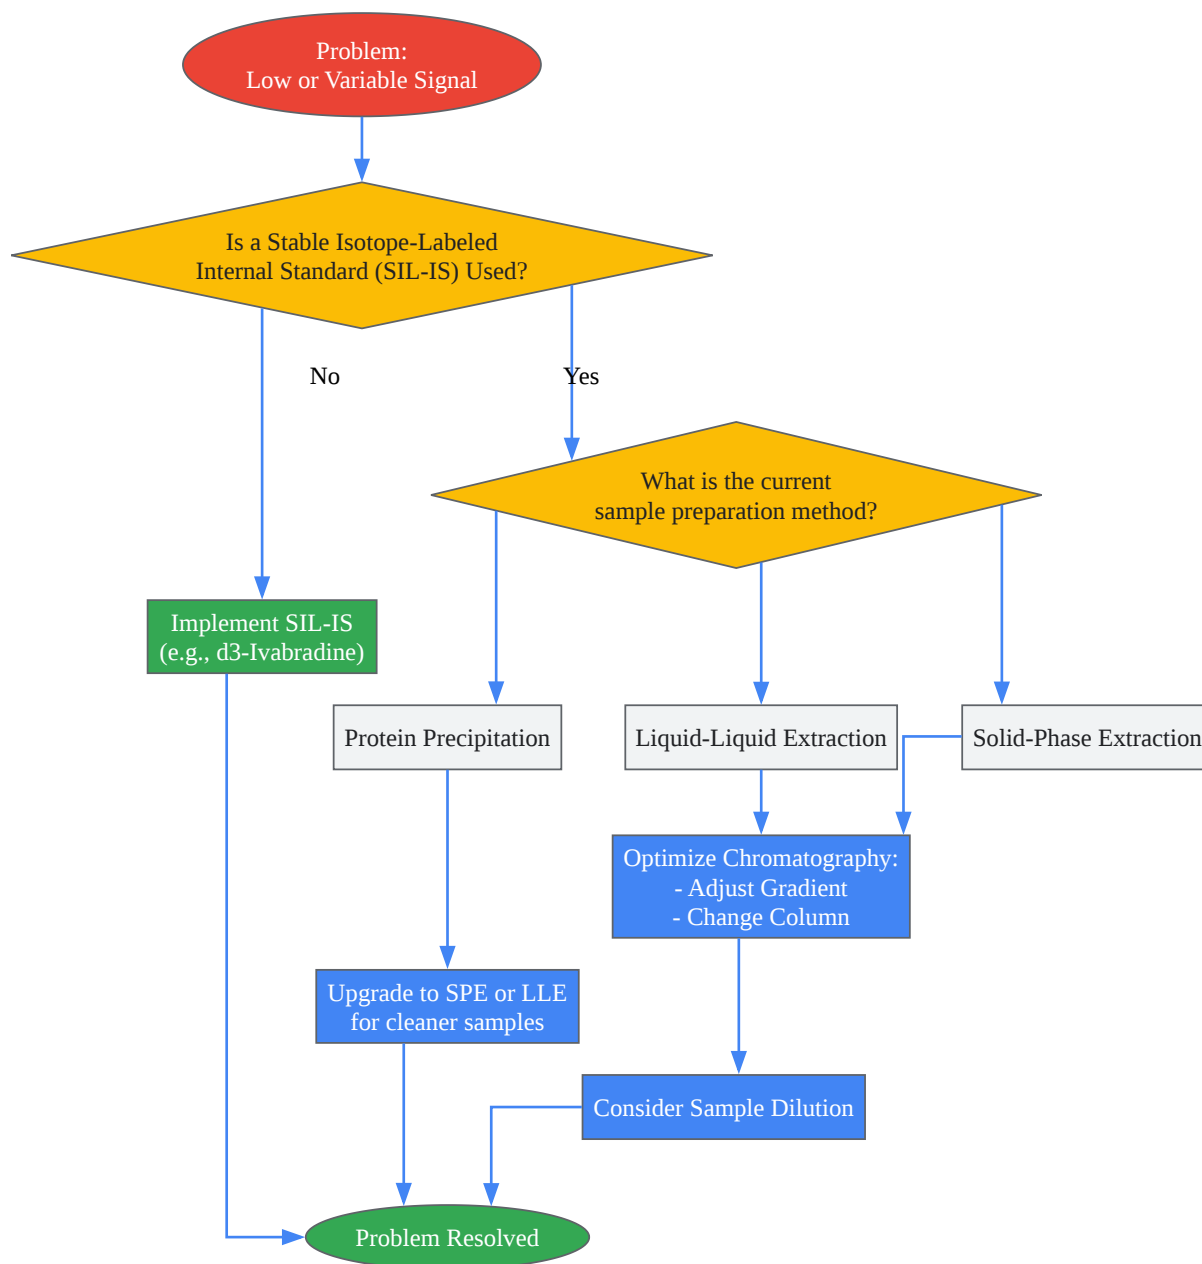 Problem:
Low or Variable Signal
Is a Stable Isotope-Labeled
Internal Standard (SIL-IS) Used?
No
Yes
What is the current
sample preparation method?
Implement SIL-IS
(e.g., d3-Ivabradine)
Protein Precipitation
Liquid-Liquid Extraction
Solid-Phase Extraction
Optimize Chromatography:
- Adjust Gradient
- Change Column
Upgrade to SPE or LLE
for cleaner samples
Consider Sample Dilution
Problem Resolved